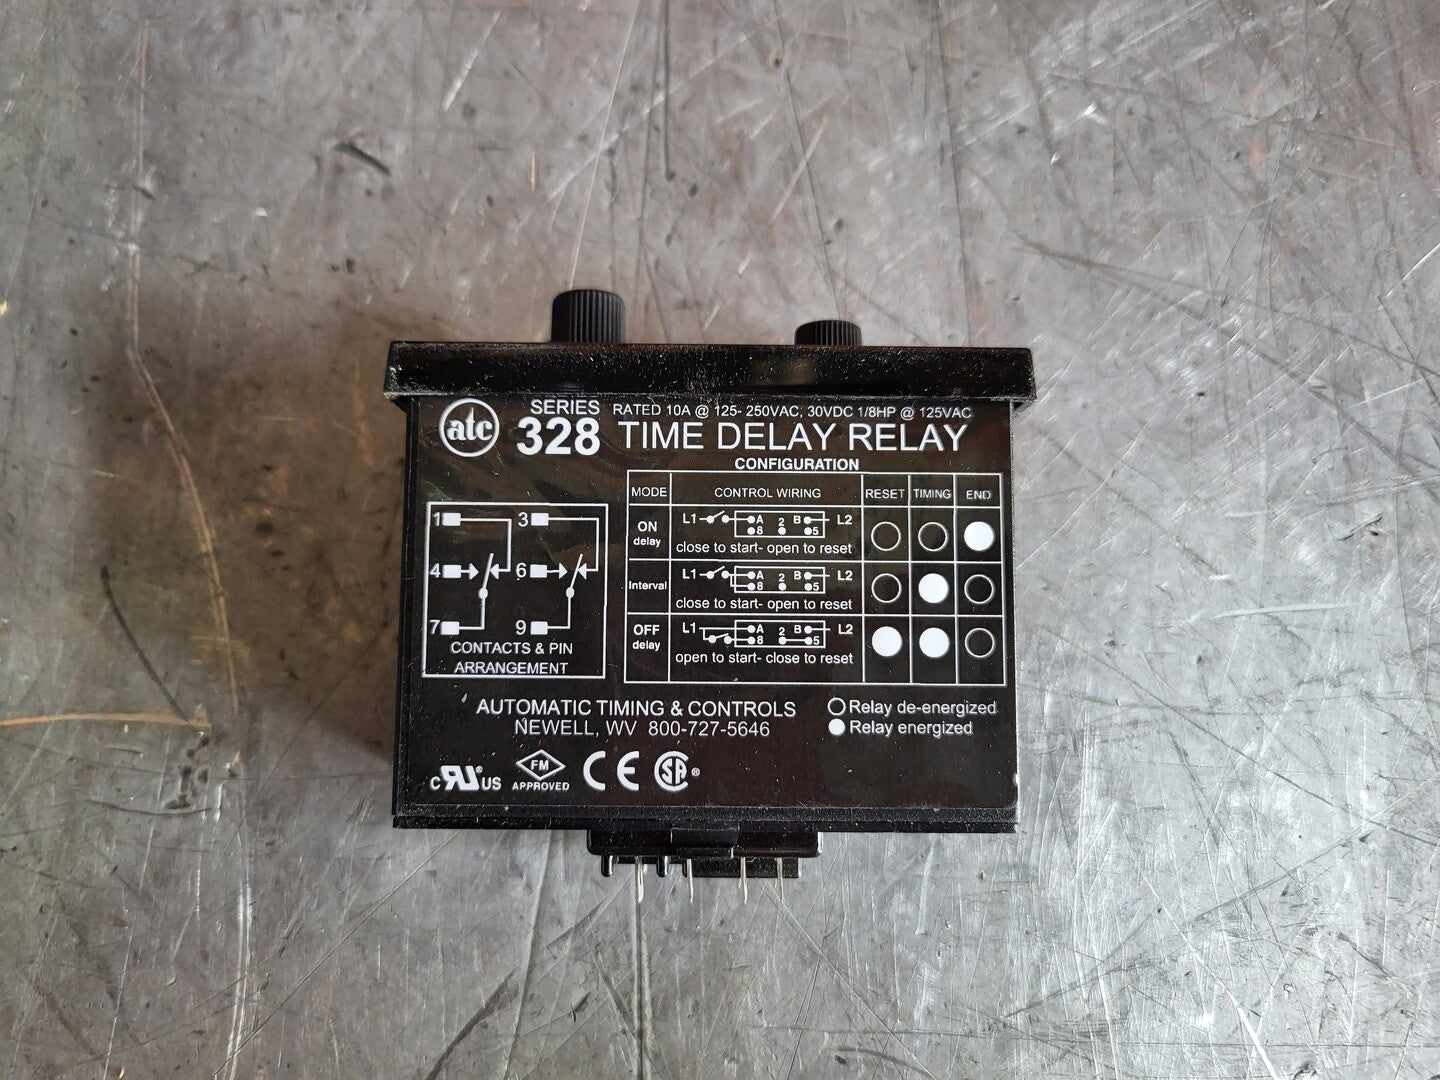 atc SERIES 328 RATED 10A @ 125- 250VAC, 30VDC 1/8HP @ 125VAC
TIME DELAY RELAY
CONFIGURATION
MODE CONTROL WIRING RESET TIMING END
ON delay L1 A 8 2 B 5 L2
close to start- open to reset
Interval L1 A 8 2 B 5 L2
close to start- open to reset
OFF delay L1 A 8 2 B 5 L2
open to start- close to reset
1 3
4 6
7 9
CONTACTS & PIN
ARRANGEMENT
AUTOMATIC TIMING & CONTROLS
NEWELL, WV 800-727-5646
Relay de-energized
Relay energized
c RU ® US FM APPROVED CE SA ®